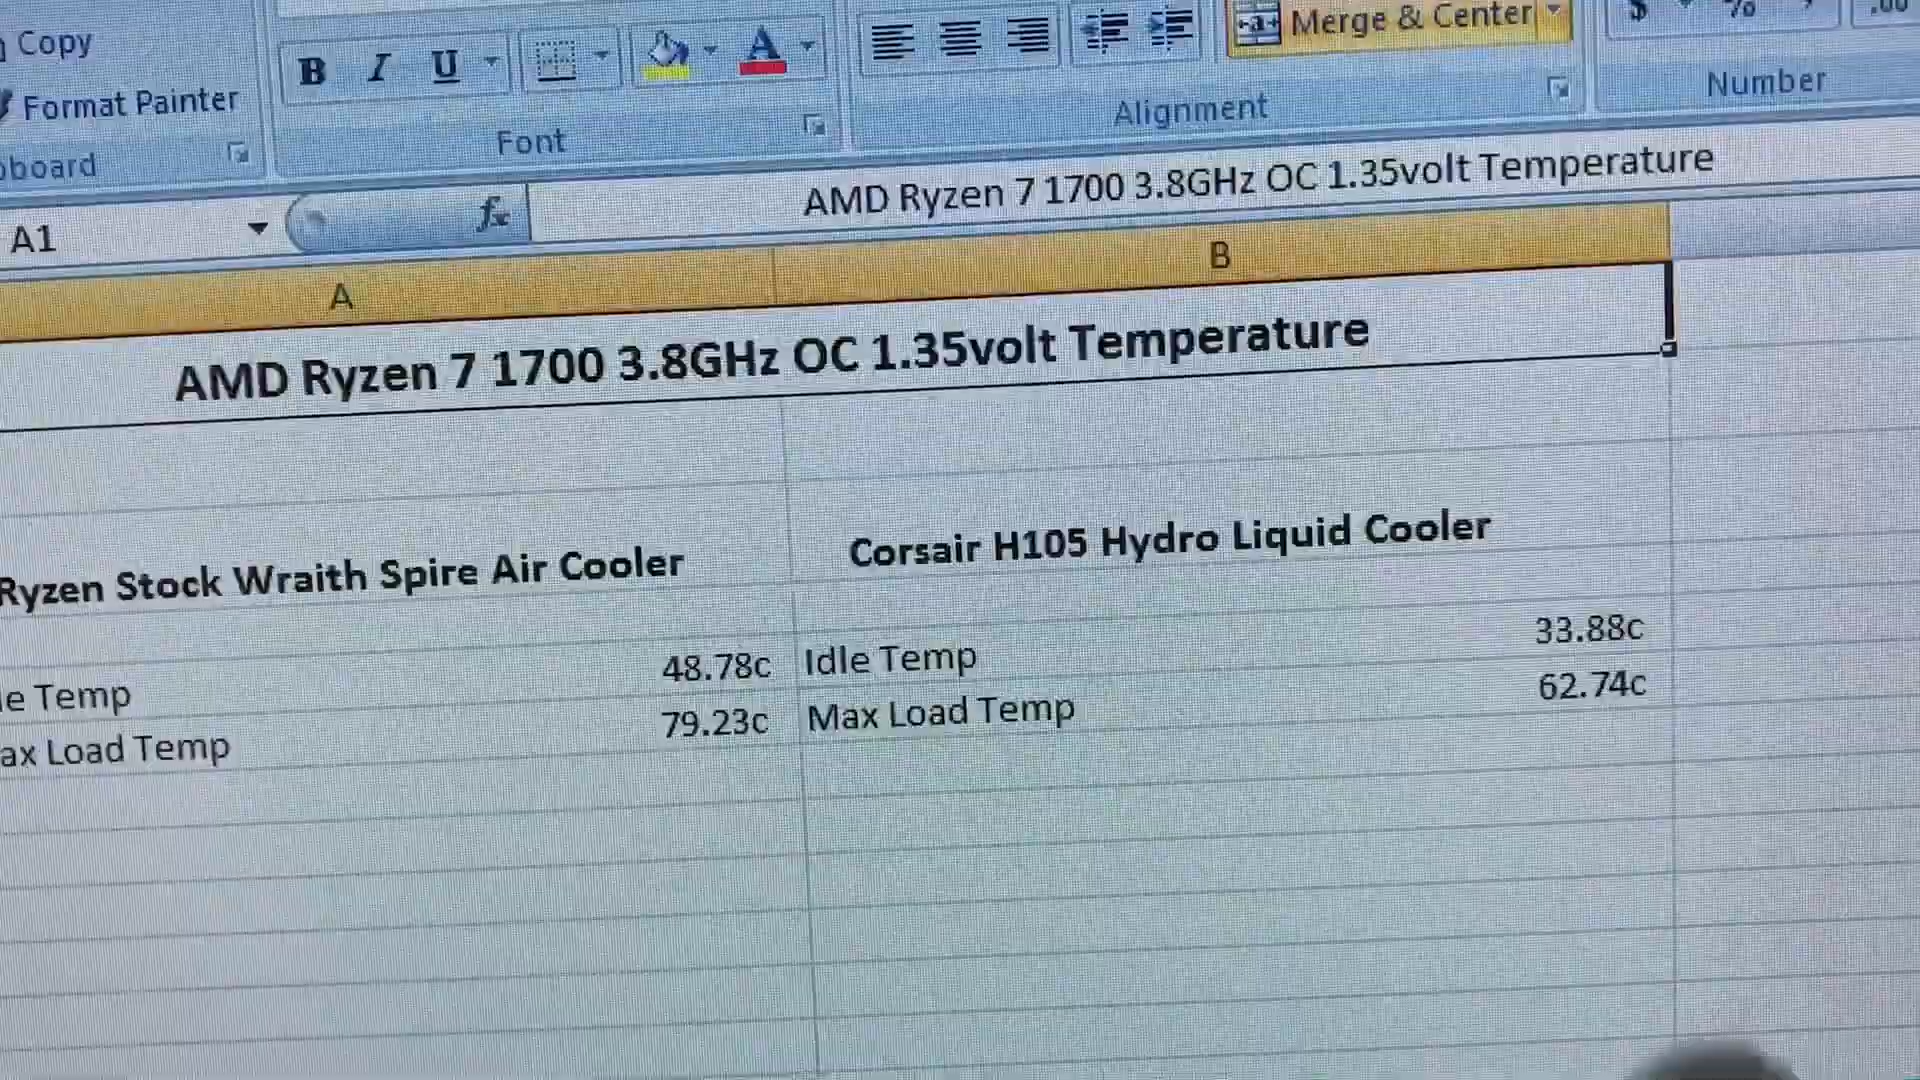 Copy
Format Painter
B I U
A
Merge & Center
$ % ,
.00
Font
Alignment
Number
A1
fx
AMD Ryzen 7 1700 3.8GHz OC 1.35volt Temperature
A
B
AMD Ryzen 7 1700 3.8GHz OC 1.35volt Temperature
Ryzen Stock Wraith Spire Air Cooler
Corsair H105 Hydro Liquid Cooler
le Temp
48.78c
Idle Temp
33.88c
ax Load Temp
79.23c
Max Load Temp
62.74c